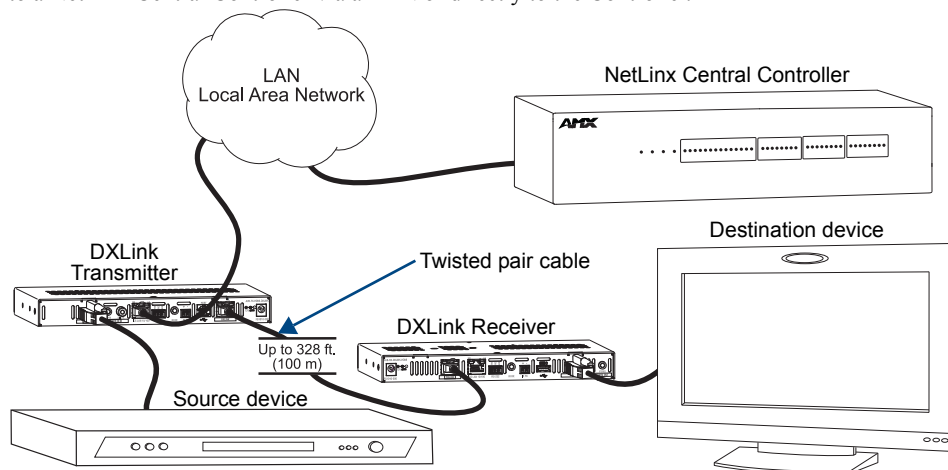 LAN
Local Area Network
NetLinx Central Controller
AMX
DXLink
Transmitter
Twisted pair cable
Destination device
Up to 328 ft.
(100 m)
DXLink Receiver
Source device